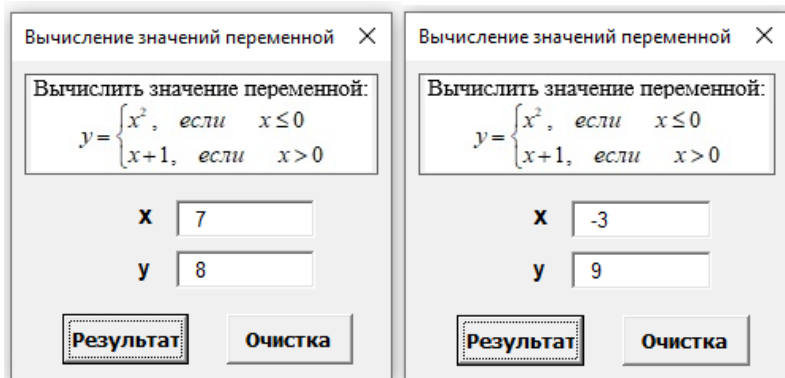 Вычисление значений переменной
Вычислить значение переменной:
y = { x², если x ≤ 0
x+1, если x > 0
x 7
y 8
Результат Очистка
Вычисление значений переменной
Вычислить значение переменной:
y = { x², если x ≤ 0
x+1, если x > 0
x -3
y 9
Результат Очистка